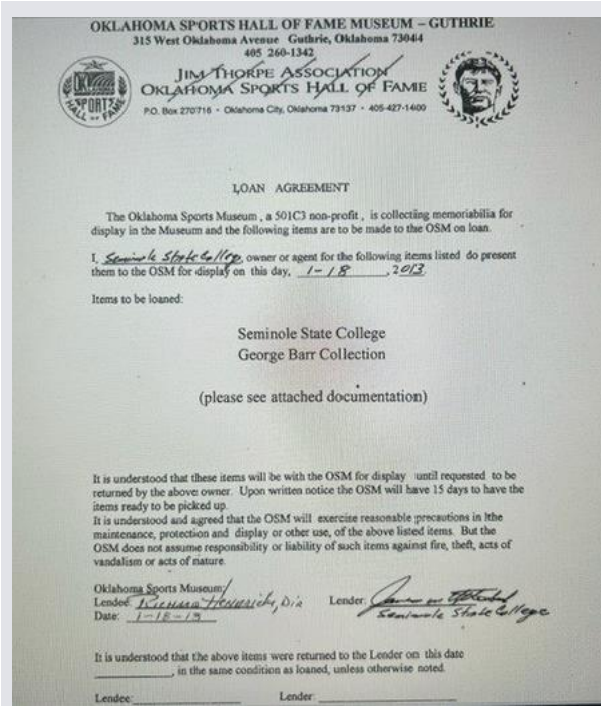 OKLAHOMA SPORTS HALL OF FAME MUSEUM – GUTHRIE
315 West Oklahoma Avenue Guthrie, Oklahoma 73044
405 260-1342
JIM THORPE ASSOCIATION
OKLAHOMA SPORTS HALL OF FAME
P.O. Box 270716 • Oklahoma City, Oklahoma 73137 • 405-427-1400
OK
SPORTS
HALL OF FAME
LOAN AGREEMENT
The Oklahoma Sports Museum , a 501C3 non-profit , is collecting memorabilia for
display in the Museum and the following items are to be made to the OSM on loan.
I, Seminole State College, owner or agent for the following items listed do present
them to the OSM for display on this day, 1-18 , 2013
Items to be loaned:
Seminole State College
George Barr Collection
(please see attached documentation)
It is understood that these items will be with the OSM for display until requested to be
returned by the above owner. Upon written notice the OSM will have 15 days to have the
items ready to be picked up.
It is understood and agreed that the OSM will exercise reasonable precautions in the
maintenance, protection and display or other use, of the above listed items. But the
OSM does not assume responsibility or liability of such items against fire, theft, acts of
vandalism or acts of nature.
Oklahoma Sports Museum
Lendee: Richard Hendricks, Dir Lender:
Date: 1-18-13 Seminole State College
It is understood that the above items were returned to the Lender on this date
, in the same condition as loaned, unless otherwise noted.
Lendee: Lender: